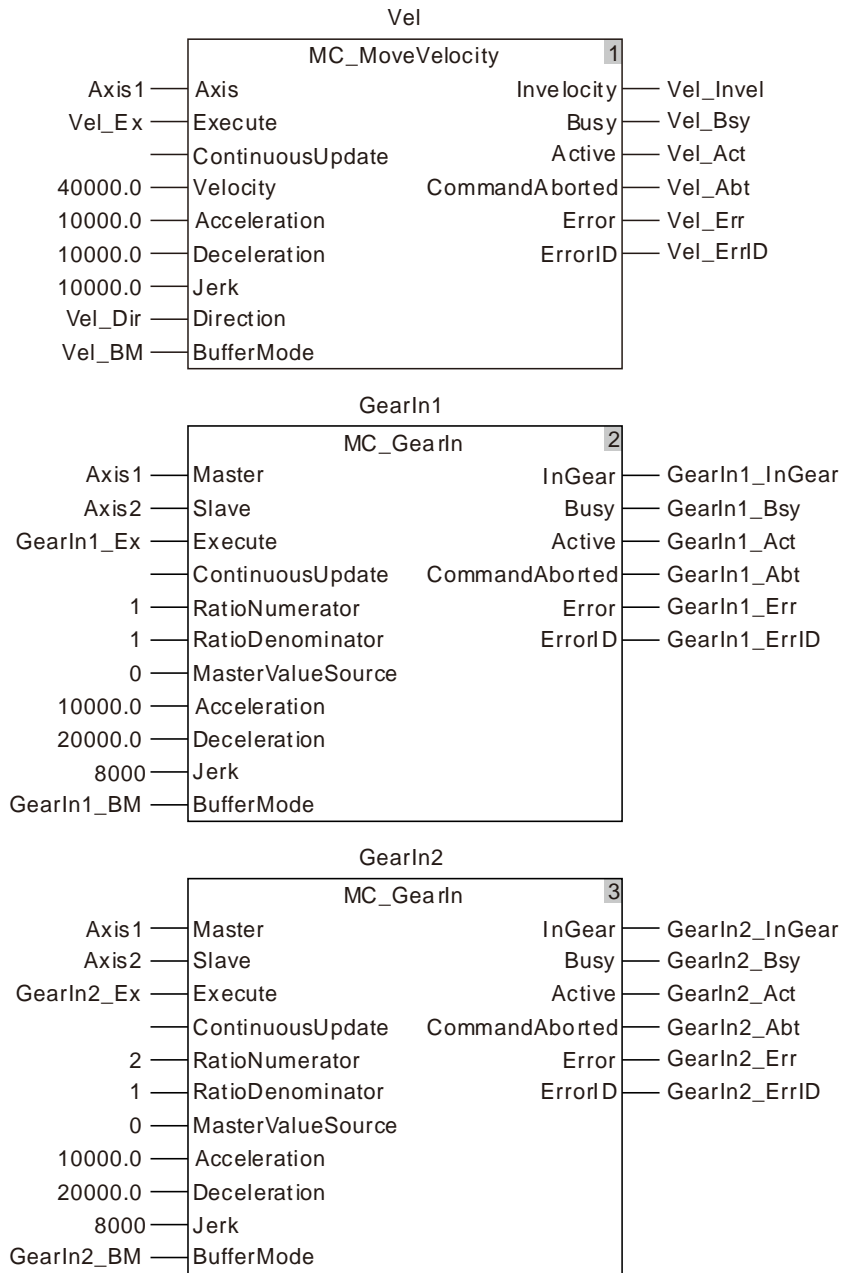 Vel
MC_MoveVelocity 1
Axis1 Axis Invelocity Vel_Invel
Vel_Ex Execute Busy Vel_Bsy
ContinuousUpdate Active Vel_Act
40000.0 Velocity CommandAborted Vel_Abt
10000.0 Acceleration Error Vel_Err
10000.0 Deceleration ErrorID Vel_ErrID
10000.0 Jerk
Vel_Dir Direction
Vel_BM BufferMode
GearIn1
MC_GearIn 2
Axis1 Master InGear GearIn1_InGear
Axis2 Slave Busy GearIn1_Bsy
GearIn1_Ex Execute Active GearIn1_Act
ContinuousUpdate CommandAborted GearIn1_Abt
1 RatioNumerator Error GearIn1_Err
1 RatioDenominator ErrorID GearIn1_ErrID
0 MasterValueSource
10000.0 Acceleration
20000.0 Deceleration
8000 Jerk
GearIn1_BM BufferMode
GearIn2
MC_GearIn 3
Axis1 Master InGear GearIn2_InGear
Axis2 Slave Busy GearIn2_Bsy
GearIn2_Ex Execute Active GearIn2_Act
ContinuousUpdate CommandAborted GearIn2_Abt
2 RatioNumerator Error GearIn2_Err
1 RatioDenominator ErrorID GearIn2_ErrID
0 MasterValueSource
10000.0 Acceleration
20000.0 Deceleration
8000 Jerk
GearIn2_BM BufferMode